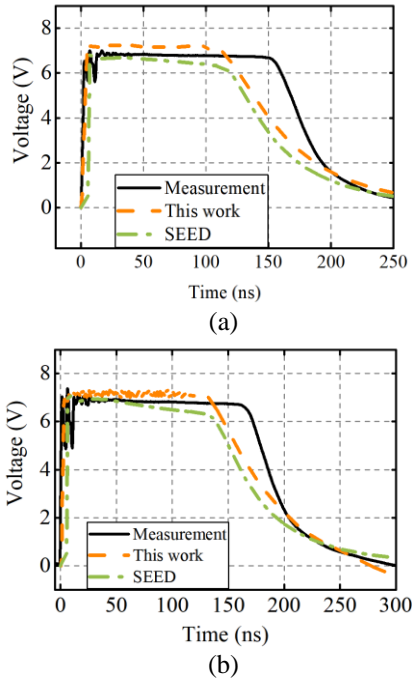 8
6
4
2
0
Voltage (V)
Measurement
This work
SEED
0 50 100 150 200 250
Time (ns)
(a)
8
6
4
2
0
Voltage (V)
Measurement
This work
SEED
0 50 100 150 200 250 300
Time (ns)
(b)